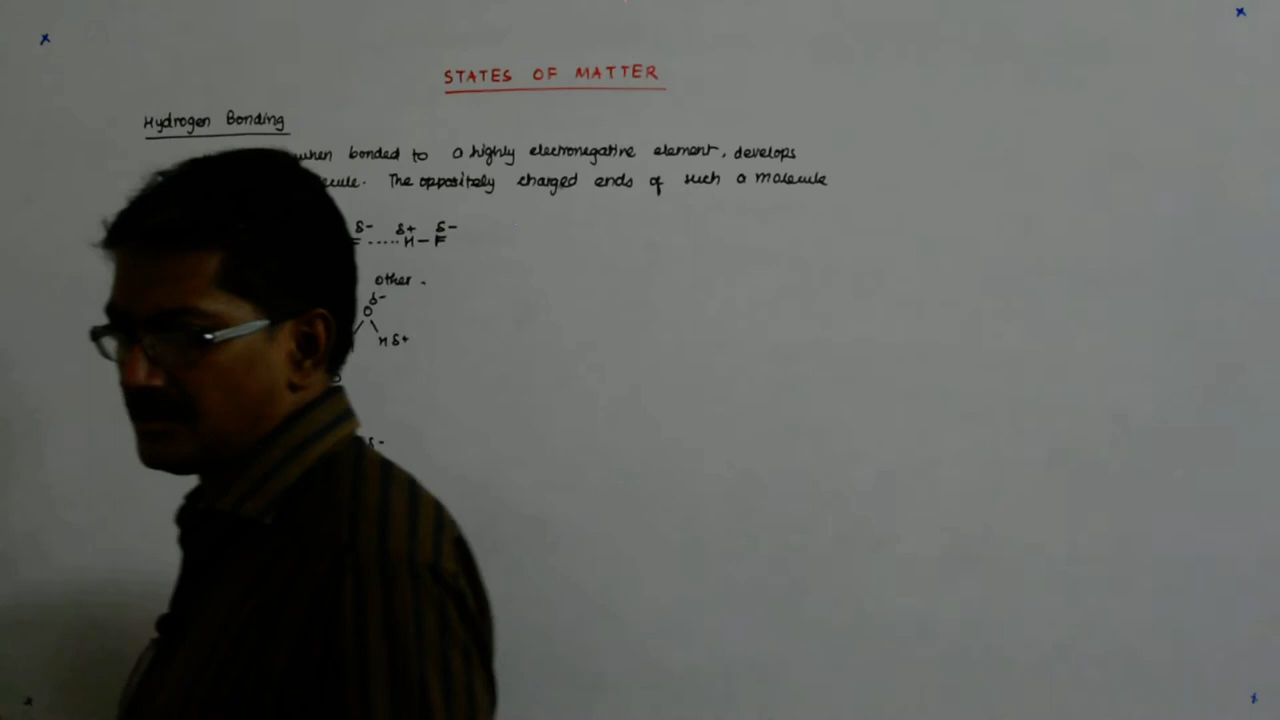 STATES OF MATTER
Hydrogen Bonding
when bonded to a highly electronegative element, develops
cule. The oppositely charged ends of such a molecule
δ- δ+ δ-
F ..... H — F
other.
δ-
O
H δ+
δ-